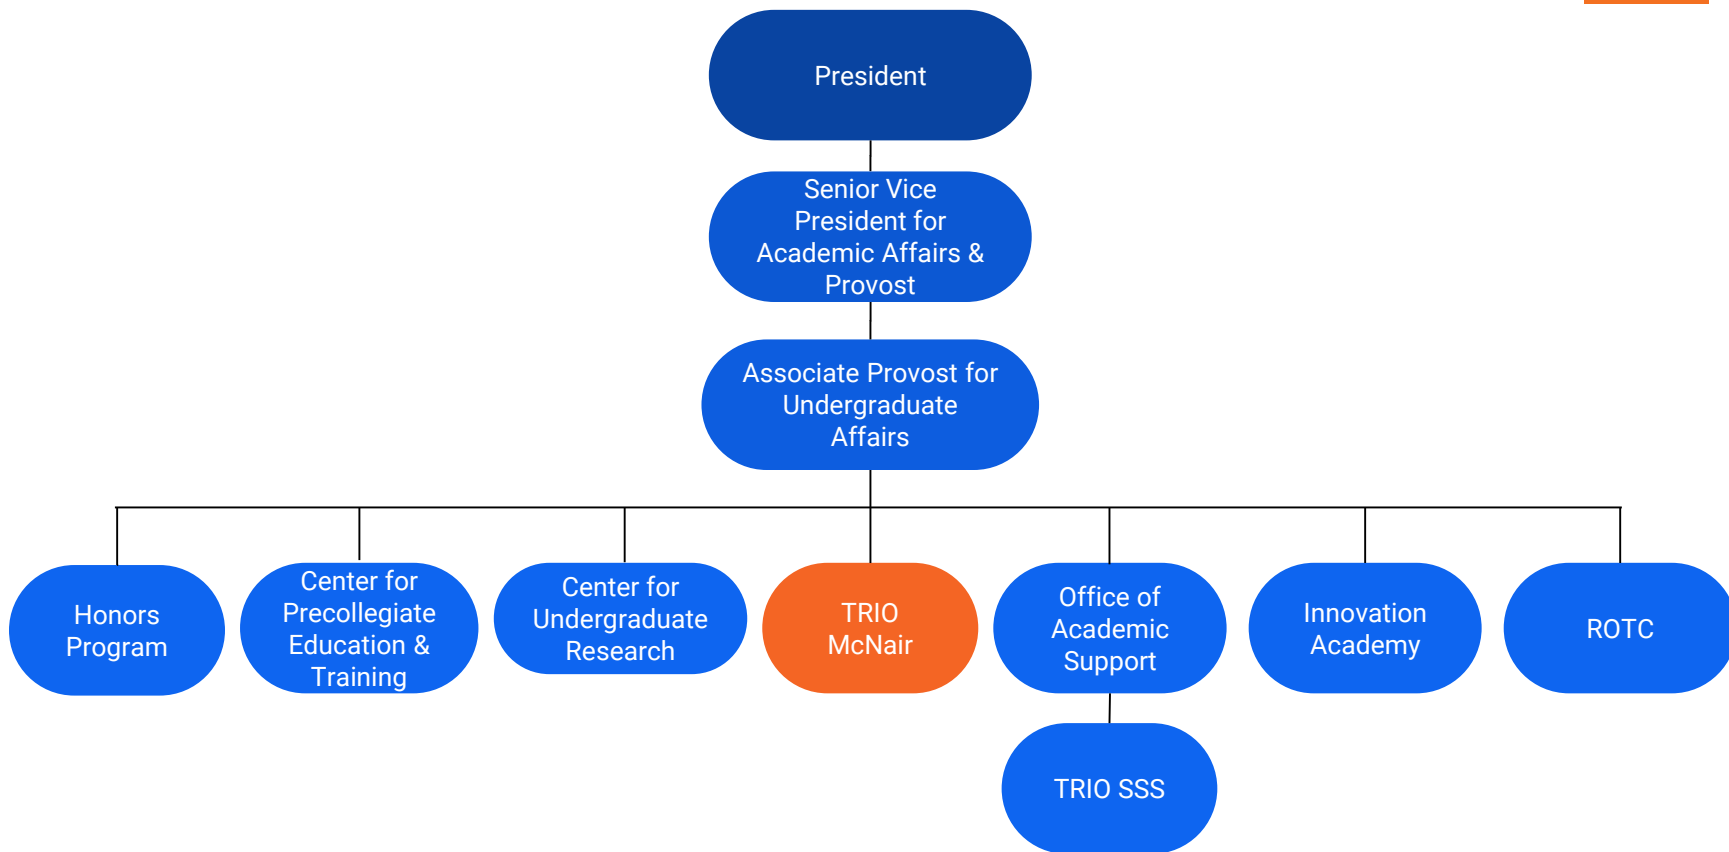 President
Senior Vice
President for
Academic Affairs &
Provost
Associate Provost for
Undergraduate
Affairs
Honors
Program
Center for
Precollegiate
Education &
Training
Center for
Undergraduate
Research
TRIO
McNair
Office of
Academic
Support
Innovation
Academy
ROTC
TRIO SSS